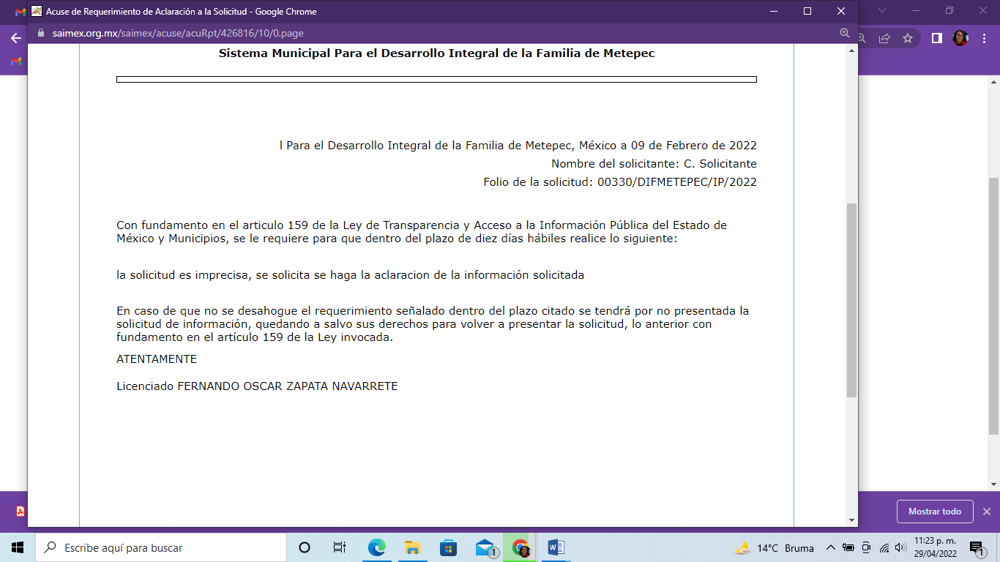 Acuse de Requerimiento de Aclaración a la Solicitud - Google Chrome
saimex.org.mx/saimex/acuse/acuRpt/426816/10/0.page
Sistema Municipal Para el Desarrollo Integral de la Familia de Metepec
l Para el Desarrollo Integral de la Familia de Metepec, México a 09 de Febrero de 2022
Nombre del solicitante: C. Solicitante
Folio de la solicitud: 00330/DIFMETEPEC/IP/2022
Con fundamento en el articulo 159 de la Ley de Transparencia y Acceso a la Información Pública del Estado de
México y Municipios, se le requiere para que dentro del plazo de diez días hábiles realice lo siguiente:
la solicitud es imprecisa, se solicita se haga la aclaracion de la información solicitada
En caso de que no se desahogue el requerimiento señalado dentro del plazo citado se tendrá por no presentada la
solicitud de información, quedando a salvo sus derechos para volver a presentar la solicitud, lo anterior con
fundamento en el artículo 159 de la Ley invocada.
ATENTAMENTE
Licenciado FERNANDO OSCAR ZAPATA NAVARRETE
Mostrar todo
Escribe aquí para buscar
1
14°C Bruma
11:23 p. m.
29/04/2022
1